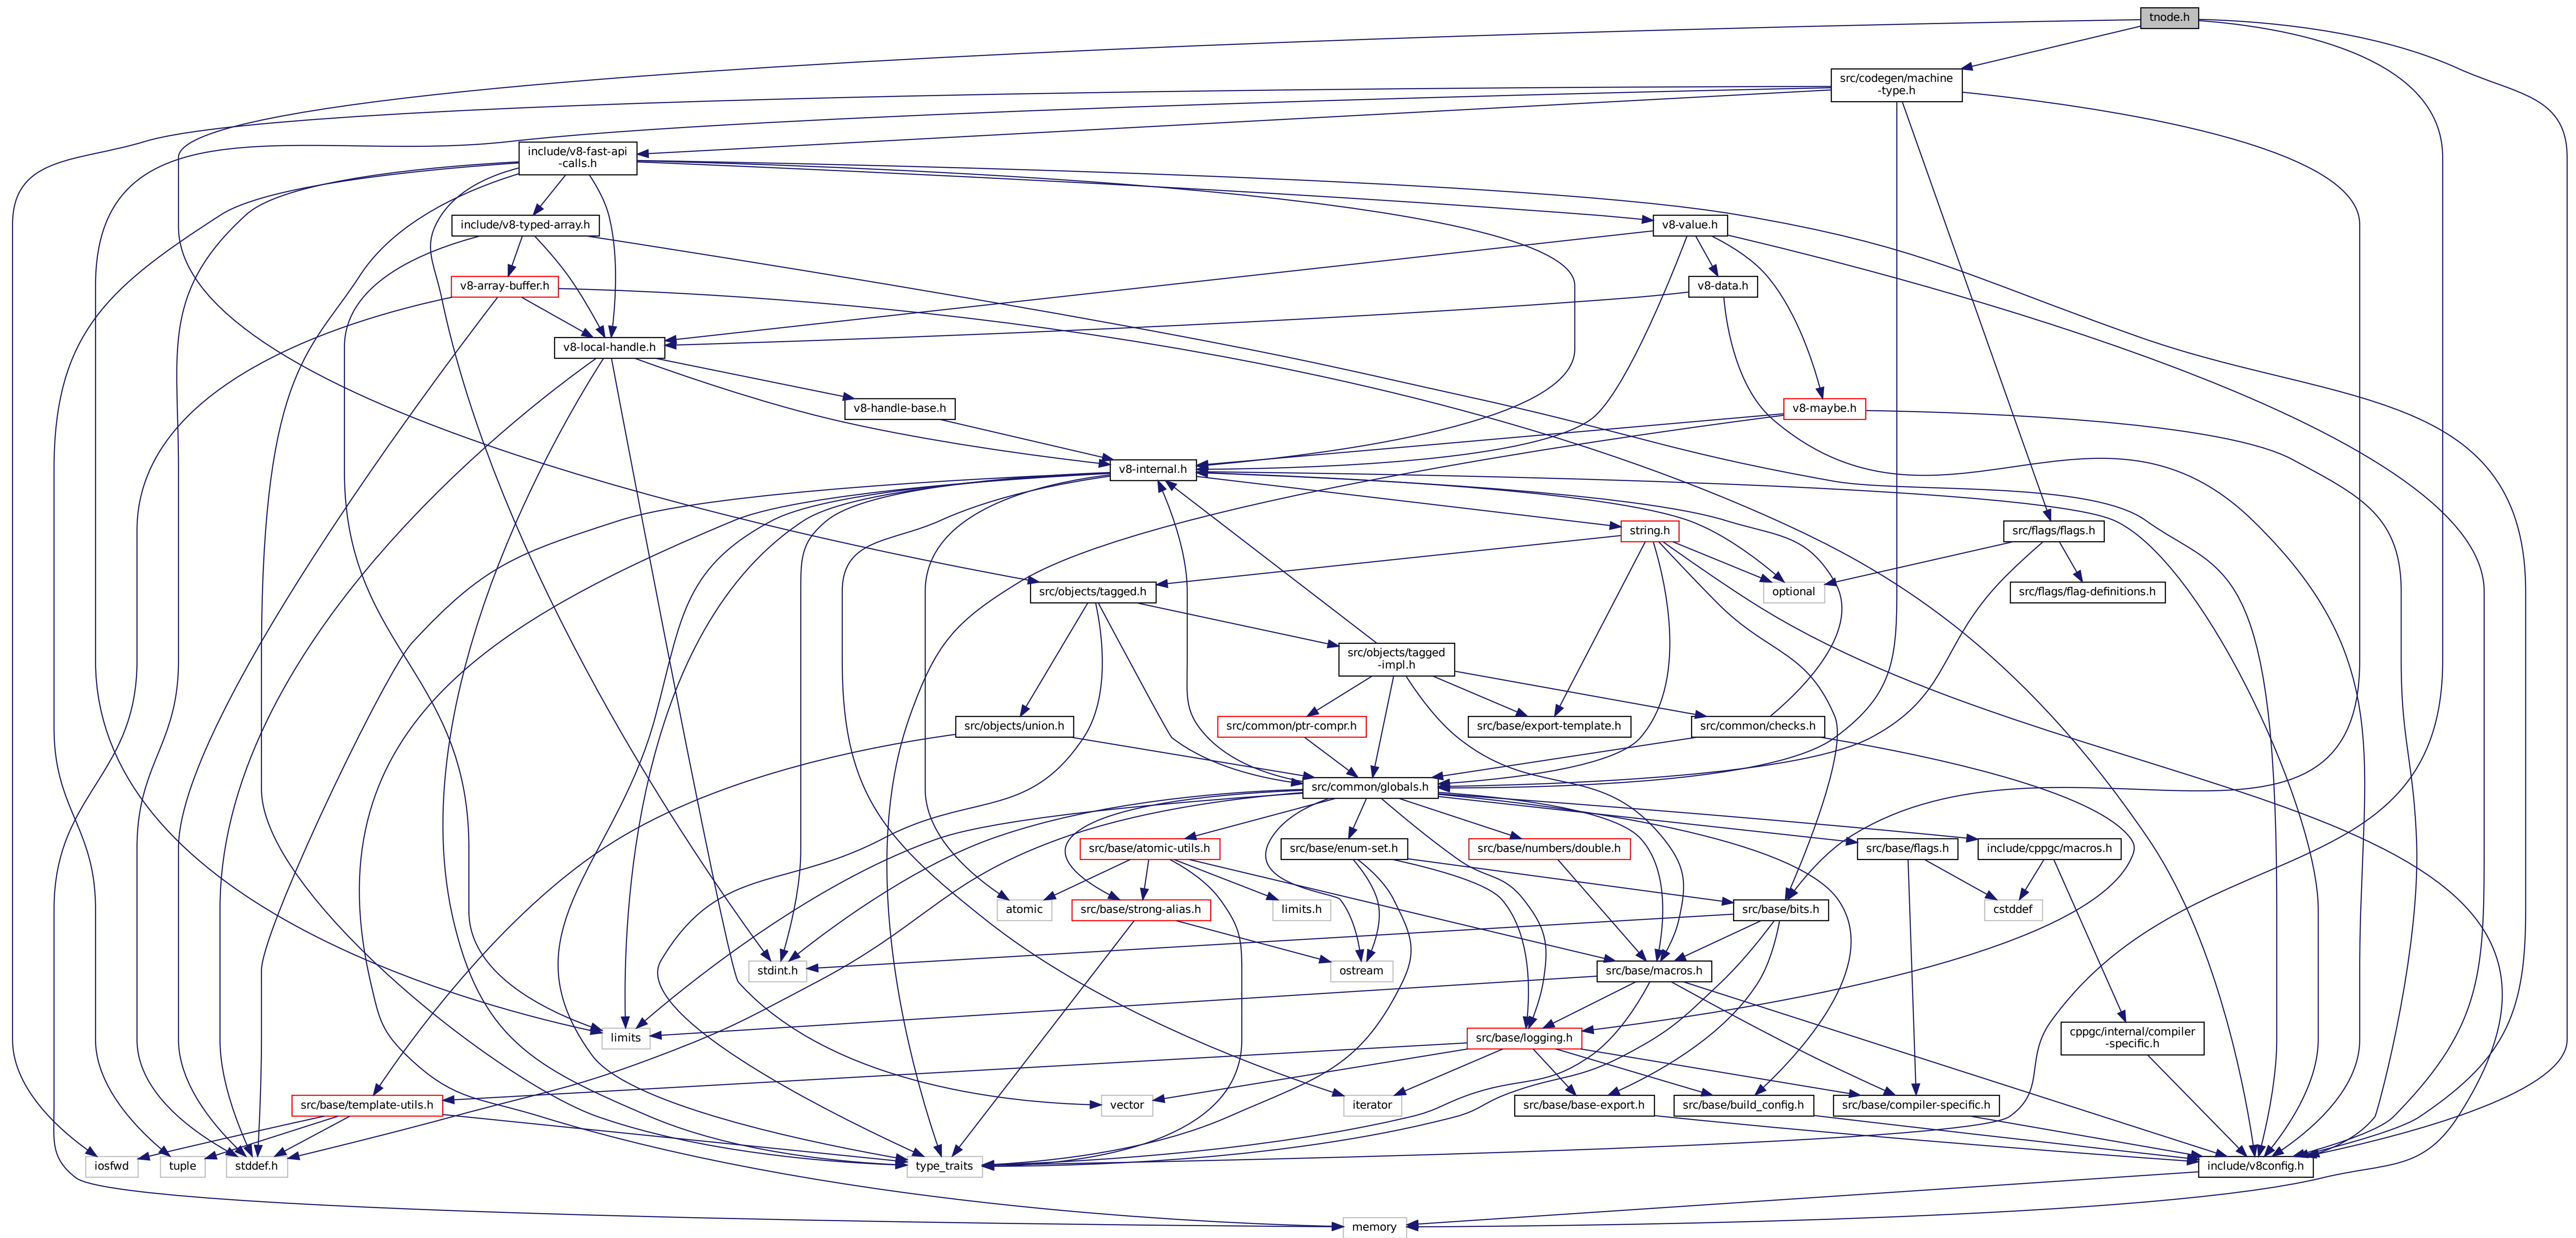 tnode.h
src/codegen/machine
-type.h
include/v8-fast-api
-calls.h
include/v8-typed-array.h
v8-value.h
v8-array-buffer.h
v8-data.h
v8-local-handle.h
v8-handle-base.h
v8-maybe.h
v8-internal.h
string.h
src/flags/flags.h
src/objects/tagged.h
optional
src/flags/flag-definitions.h
src/objects/tagged
-impl.h
src/objects/union.h
src/common/ptr-compr.h
src/base/export-template.h
src/common/checks.h
src/common/globals.h
src/base/atomic-utils.h
src/base/enum-set.h
src/base/numbers/double.h
src/base/flags.h
include/cppgc/macros.h
atomic
src/base/strong-alias.h
limits.h
src/base/bits.h
cstddef
stdint.h
ostream
src/base/macros.h
limits
src/base/logging.h
cppgc/internal/compiler
-specific.h
src/base/template-utils.h
vector
iterator
src/base/base-export.h
src/base/build_config.h
src/base/compiler-specific.h
iosfwd
tuple
stddef.h
type_traits
include/v8config.h
memory